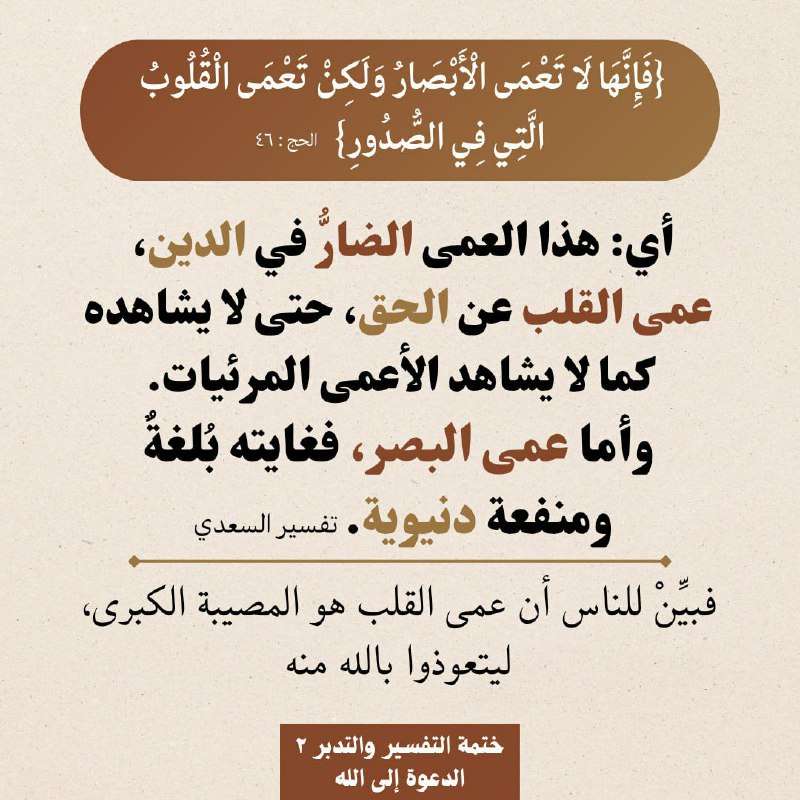 {فَإِنَّهَا لَا تَعْمَى الْأَبْصَارُ وَلَكِنْ تَعْمَى الْقُلُوبُ
الَّتِي فِي الصُّدُورِ} الحج : ٤٦
أي: هذا العمى الضارُّ في الدين،
عمى القلب عن الحق، حتى لا يشاهده
كما لا يشاهد الأعمى المرئيات.
وأما عمى البصر، فغايته بُلغةٌ
ومنفعة دنيوية. تفسير السعدي
فبيِّنْ للناس أن عمى القلب هو المصيبة الكبرى،
ليتعوذوا بالله منه
ختمة التفسير والتدبر ٢
الدعوة إلى الله